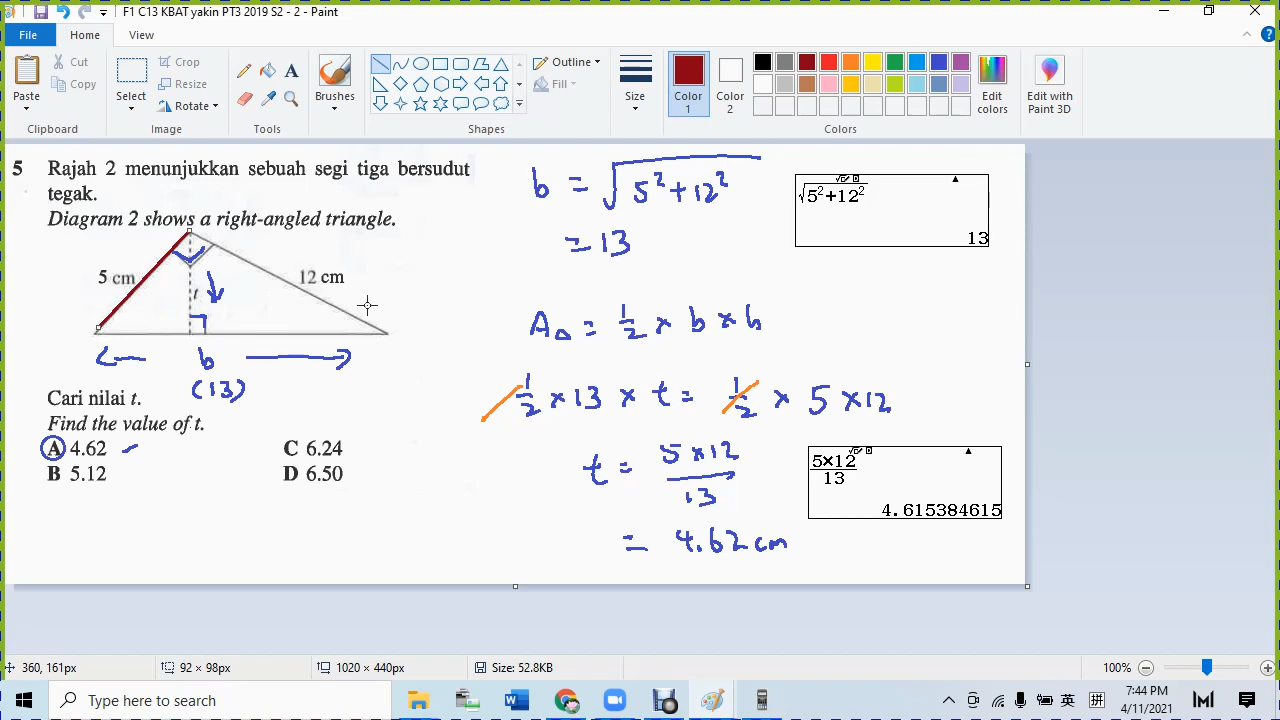 F1 C13 KBAT yakin PT3 2019 S2 - 2 - Paint
File Home View
Paste Cut Copy Clipboard
Select Crop Resize Rotate Image
Tools
Brushes
Outline Fill Shapes
Size
Color 1 Color 2 Edit colors Edit with Paint 3D Colors
5 Rajah 2 menunjukkan sebuah segi tiga bersudut
tegak.
Diagram 2 shows a right-angled triangle.
5 cm
12 cm
t
b
(13)
Cari nilai t.
Find the value of t.
A 4.62 C 6.24
B 5.12 D 6.50
b = √5²+12²
= 13
√5²+12²
13
A△ = 1/2 × b × h
1/2 × 13 × t = 1/2 × 5 × 12
t = 5×12/13
= 4.62 cm
5×12/13
4.615384615
360, 161px 92 × 98px 1020 × 440px Size: 52.8KB 100%
Type here to search
英 拼
7:44 PM
4/11/2021